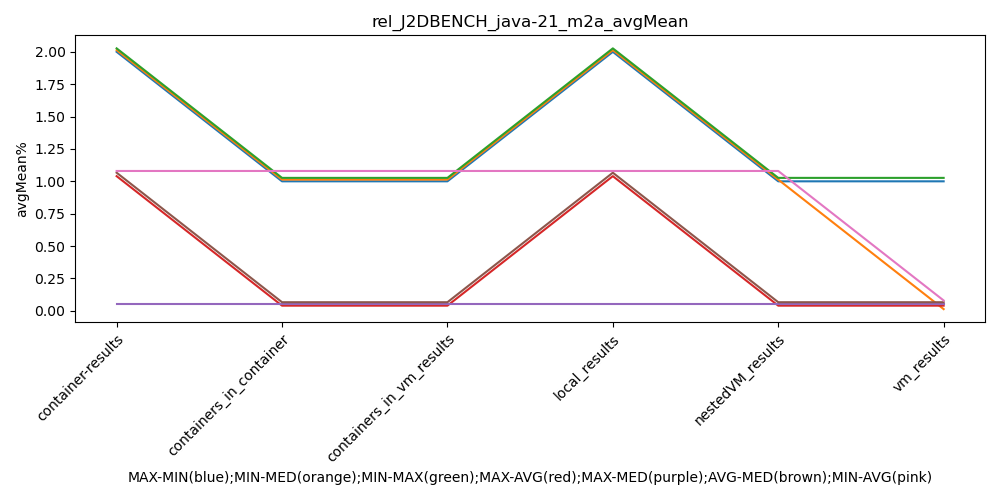 rel_J2DBENCH_java-21_m2a_avgMean
avgMean%
2.00
1.75
1.50
1.25
1.00
0.75
0.50
0.25
0.00
container-results
containers_in_container
containers_in_vm_results
local_results
nestedVM_results
vm_results
MAX-MIN(blue);MIN-MED(orange);MIN-MAX(green);MAX-AVG(red);MAX-MED(purple);AVG-MED(brown);MIN-AVG(pink)